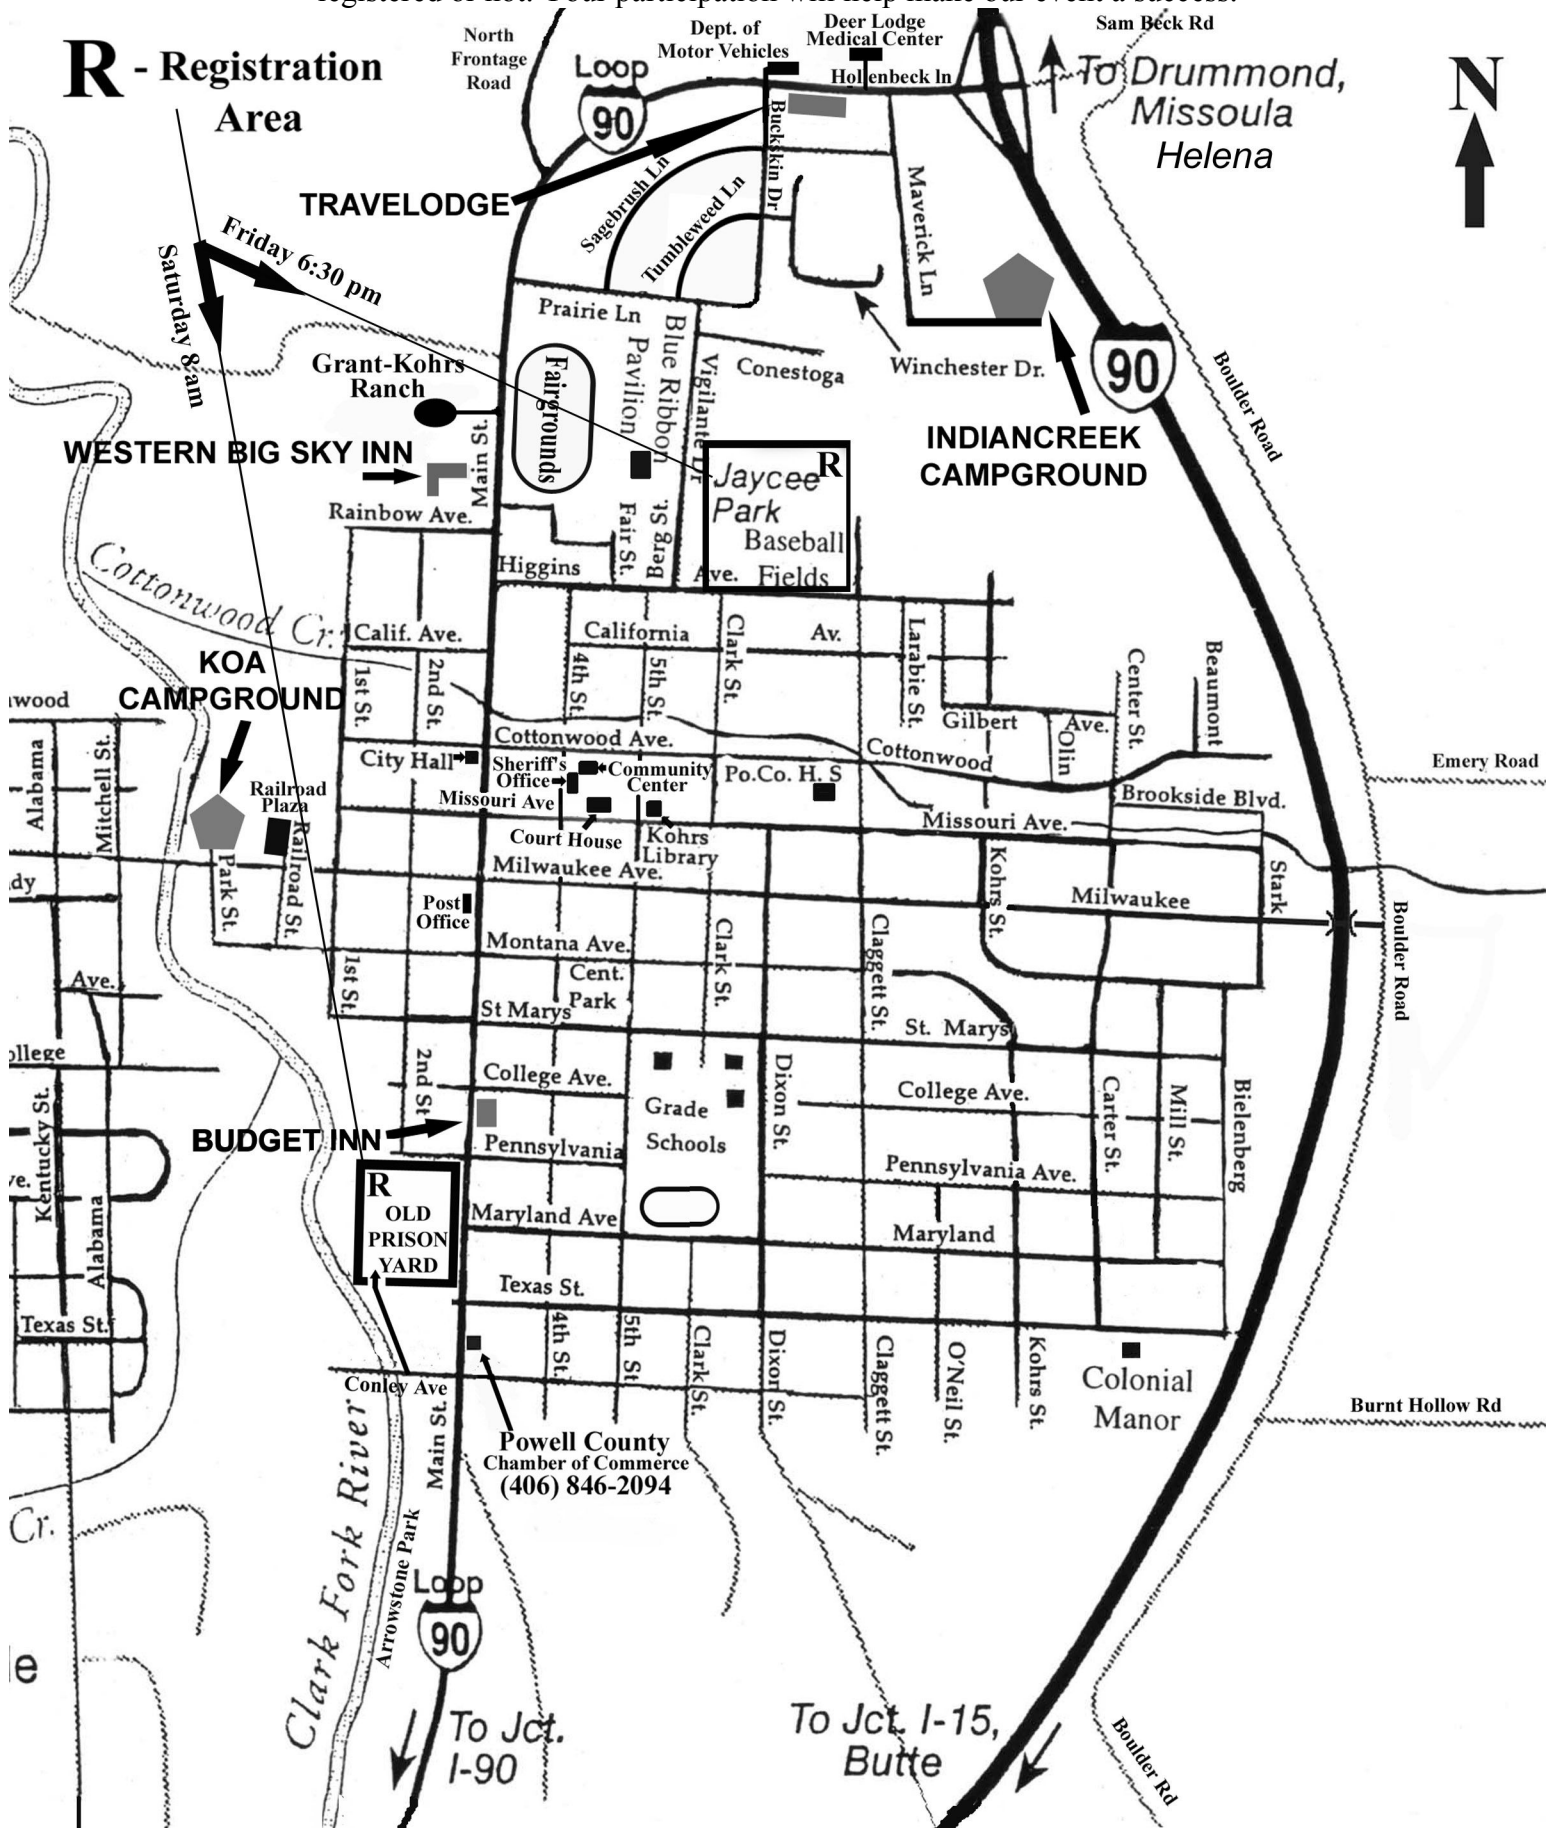 registered or not. Your participation will help make our event a success.
R - Registration
Area
North
Frontage
Road
Loop
90
Dept. of
Motor Vehicles
Deer Lodge
Medical Center
Hollenbeck ln
Sam Beck Rd
To Drummond,
Missoula
Helena
N
TRAVELODGE
Buckskin Dr
Sagebrush Ln
Tumbleweed Ln
Maverick Ln
Friday 6:30 pm
Saturday 8 am
Prairie Ln
Conestoga
Winchester Dr.
90
Boulder Road
Grant-Kohrs
Ranch
Fairgrounds
Pavilion
Blue Ribbon
Vigilante Dr
INDIANCREEK
CAMPGROUND
WESTERN BIG SKY INN
Main St.
Jaycee R
Park
Baseball
Fields
Rainbow Ave.
Fair St.
Berg St.
Higgins
Ave.
Cottonwood Cr.
Calif. Ave.
California
Av.
Clark St.
Larabie St.
KOA
CAMPGROUND
1st St.
2nd St.
4th St.
5th St.
Gilbert
Ave.
Olin
Center St.
Beaumont
Cottonwood Ave.
Cottonwood
City Hall
Sheriff's
Office
Community
Center
Po.Co. H. S
Emery Road
wood
Alabama
Mitchell St.
Railroad
Plaza
Missouri Ave
Court House
Kohrs
Library
Brookside Blvd.
Missouri Ave.
Park St.
Railroad St.
Milwaukee Ave.
Kohrs St.
Milwaukee
Stark
dy
Post
Office
Montana Ave.
Cent.
Park
Clark St.
Claggett St.
Boulder Road
Ave.
1st St.
St Marys
St. Marys
ollege
2nd St
College Ave.
Grade
Schools
Dixon St.
College Ave.
Carter St.
Mill St.
Bielenberg
Kentucky St.
BUDGET INN
Pennsylvania
Pennsylvania Ave.
ve.
R
OLD
PRISON
YARD
Alabama
Maryland Ave
Maryland
Texas St.
Texas St.
4th St.
5th St
Clark St.
Dixon St.
Claggett St.
O'Neil St.
Kohrs St.
Colonial
Manor
Conley Ave
Burnt Hollow Rd
Main St.
Powell County
Chamber of Commerce
(406) 846-2094
Cr.
Clark Fork River
Arrowstone Park
Loop
90
e
To Jct.
I-90
To Jct. I-15,
Butte
Boulder Rd